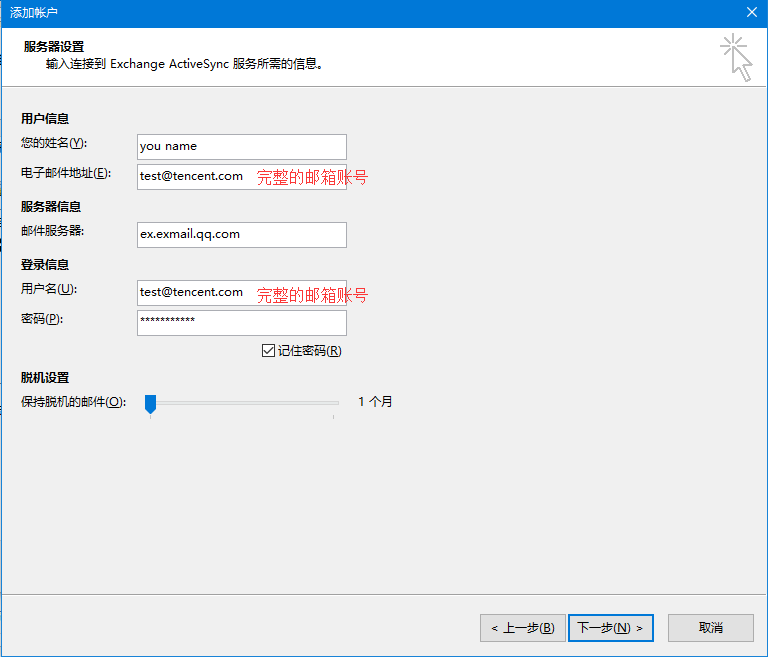 添加帐户
服务器设置
输入连接到 Exchange ActiveSync 服务所需的信息。
用户信息
您的姓名(Y): you name
电子邮件地址(E): test@tencent.com 完整的邮箱账号
服务器信息
邮件服务器: ex.exmail.qq.com
登录信息
用户名(U): test@tencent.com 完整的邮箱账号
密码(P): ***********
记住密码(R)
脱机设置
保持脱机的邮件(O): 1 个月
< 上一步(B) 下一步(N) > 取消